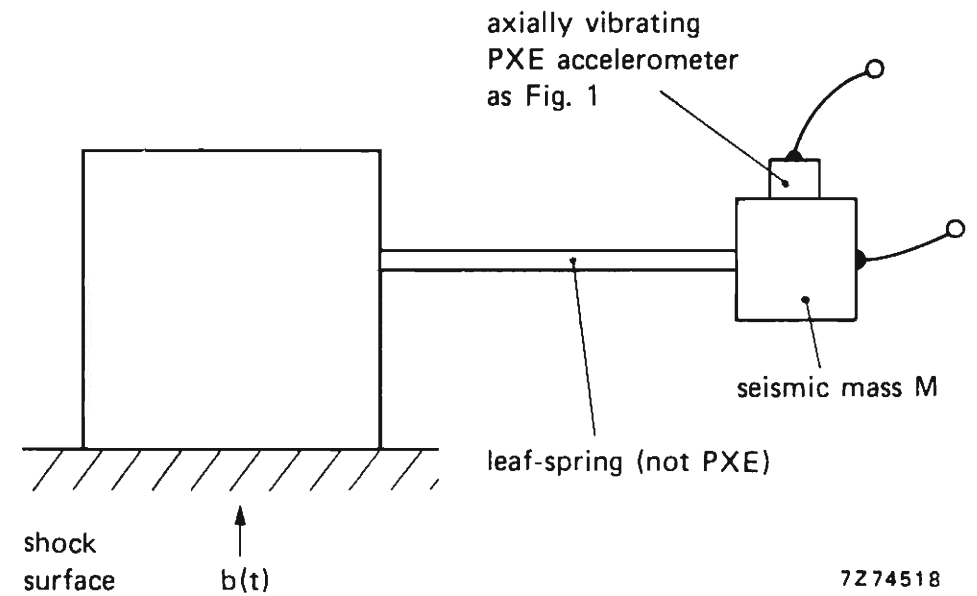 axially vibrating
PXE accelerometer
as Fig. 1
seismic mass M
leaf-spring (not PXE)
shock
surface
b(t)
7Z74518